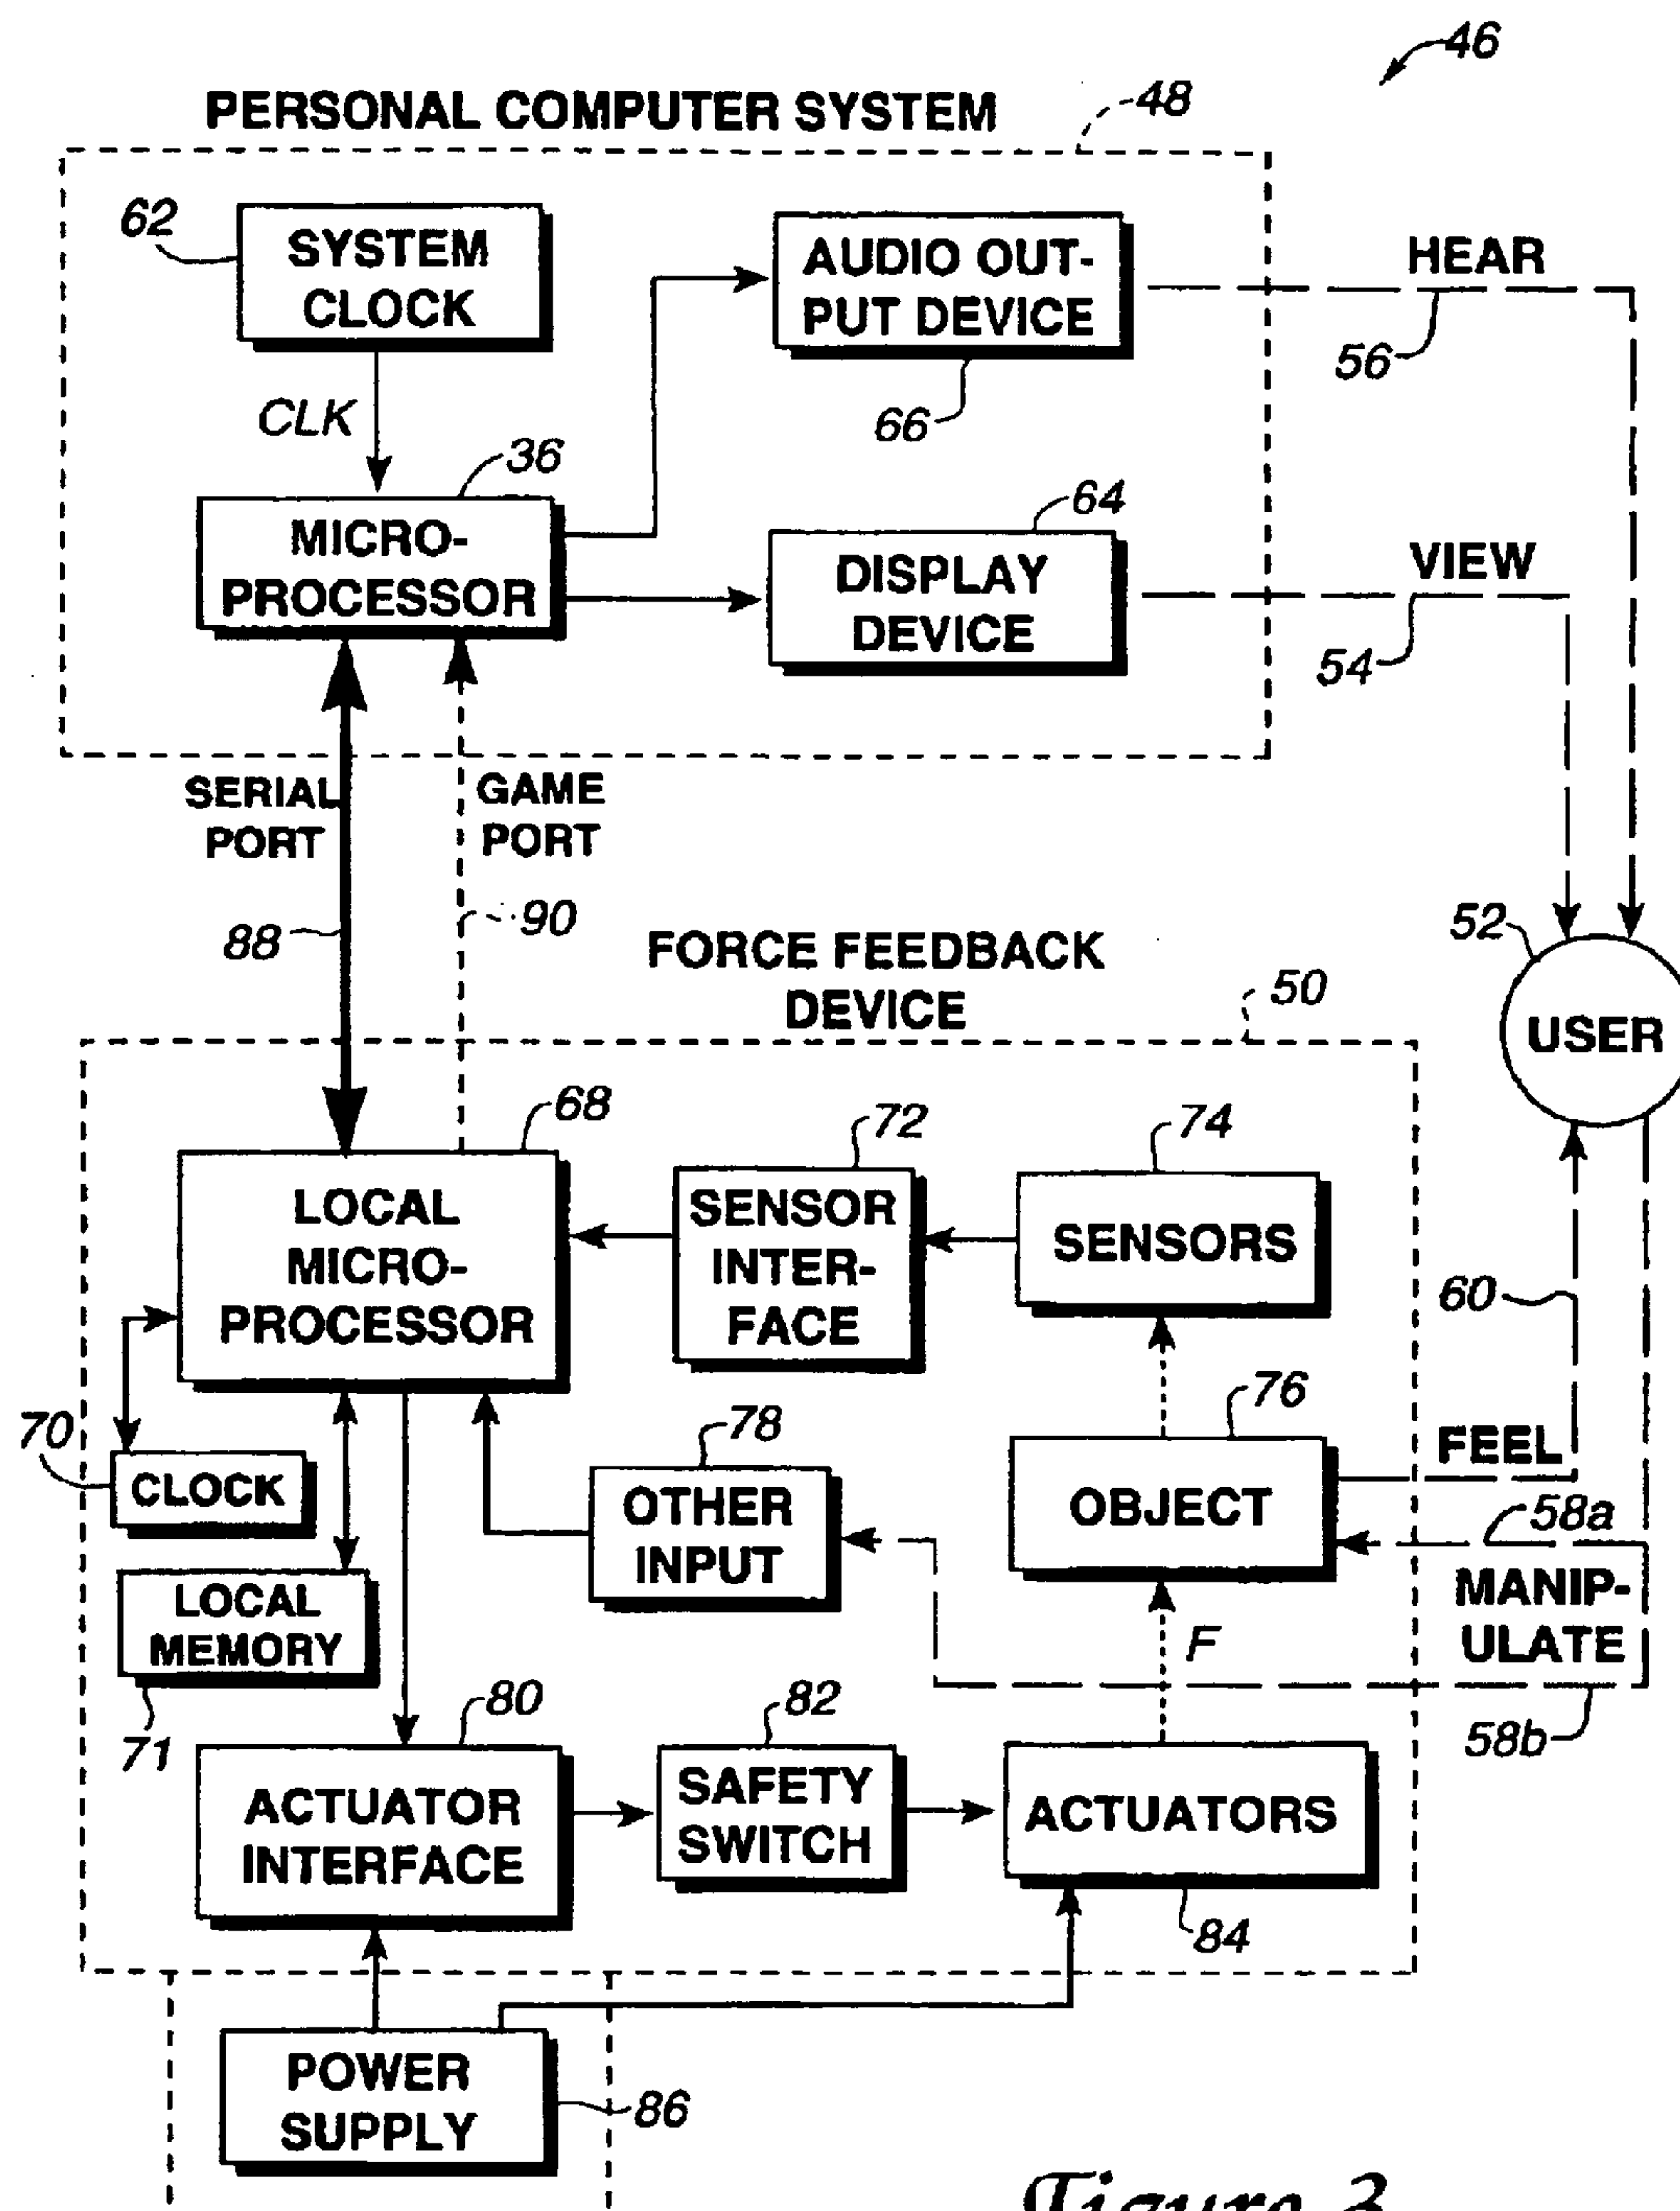 46
PERSONAL COMPUTER SYSTEM
48
62
SYSTEM
CLOCK
AUDIO OUT-
PUT DEVICE
HEAR
56
66
CLK
36
MICRO-
PROCESSOR
64
DISPLAY
DEVICE
VIEW
54
SERIAL
PORT
GAME
PORT
88
90
FORCE FEEDBACK
DEVICE
50
52
USER
68
LOCAL
MICRO-
PROCESSOR
72
SENSOR
INTER-
FACE
74
SENSORS
60
70
CLOCK
78
OTHER
INPUT
76
OBJECT
FEEL
58a
MANIP-
ULATE
58b
LOCAL
MEMORY
71
F
80
ACTUATOR
INTERFACE
82
SAFETY
SWITCH
ACTUATORS
84
POWER
SUPPLY
86
Figure 3